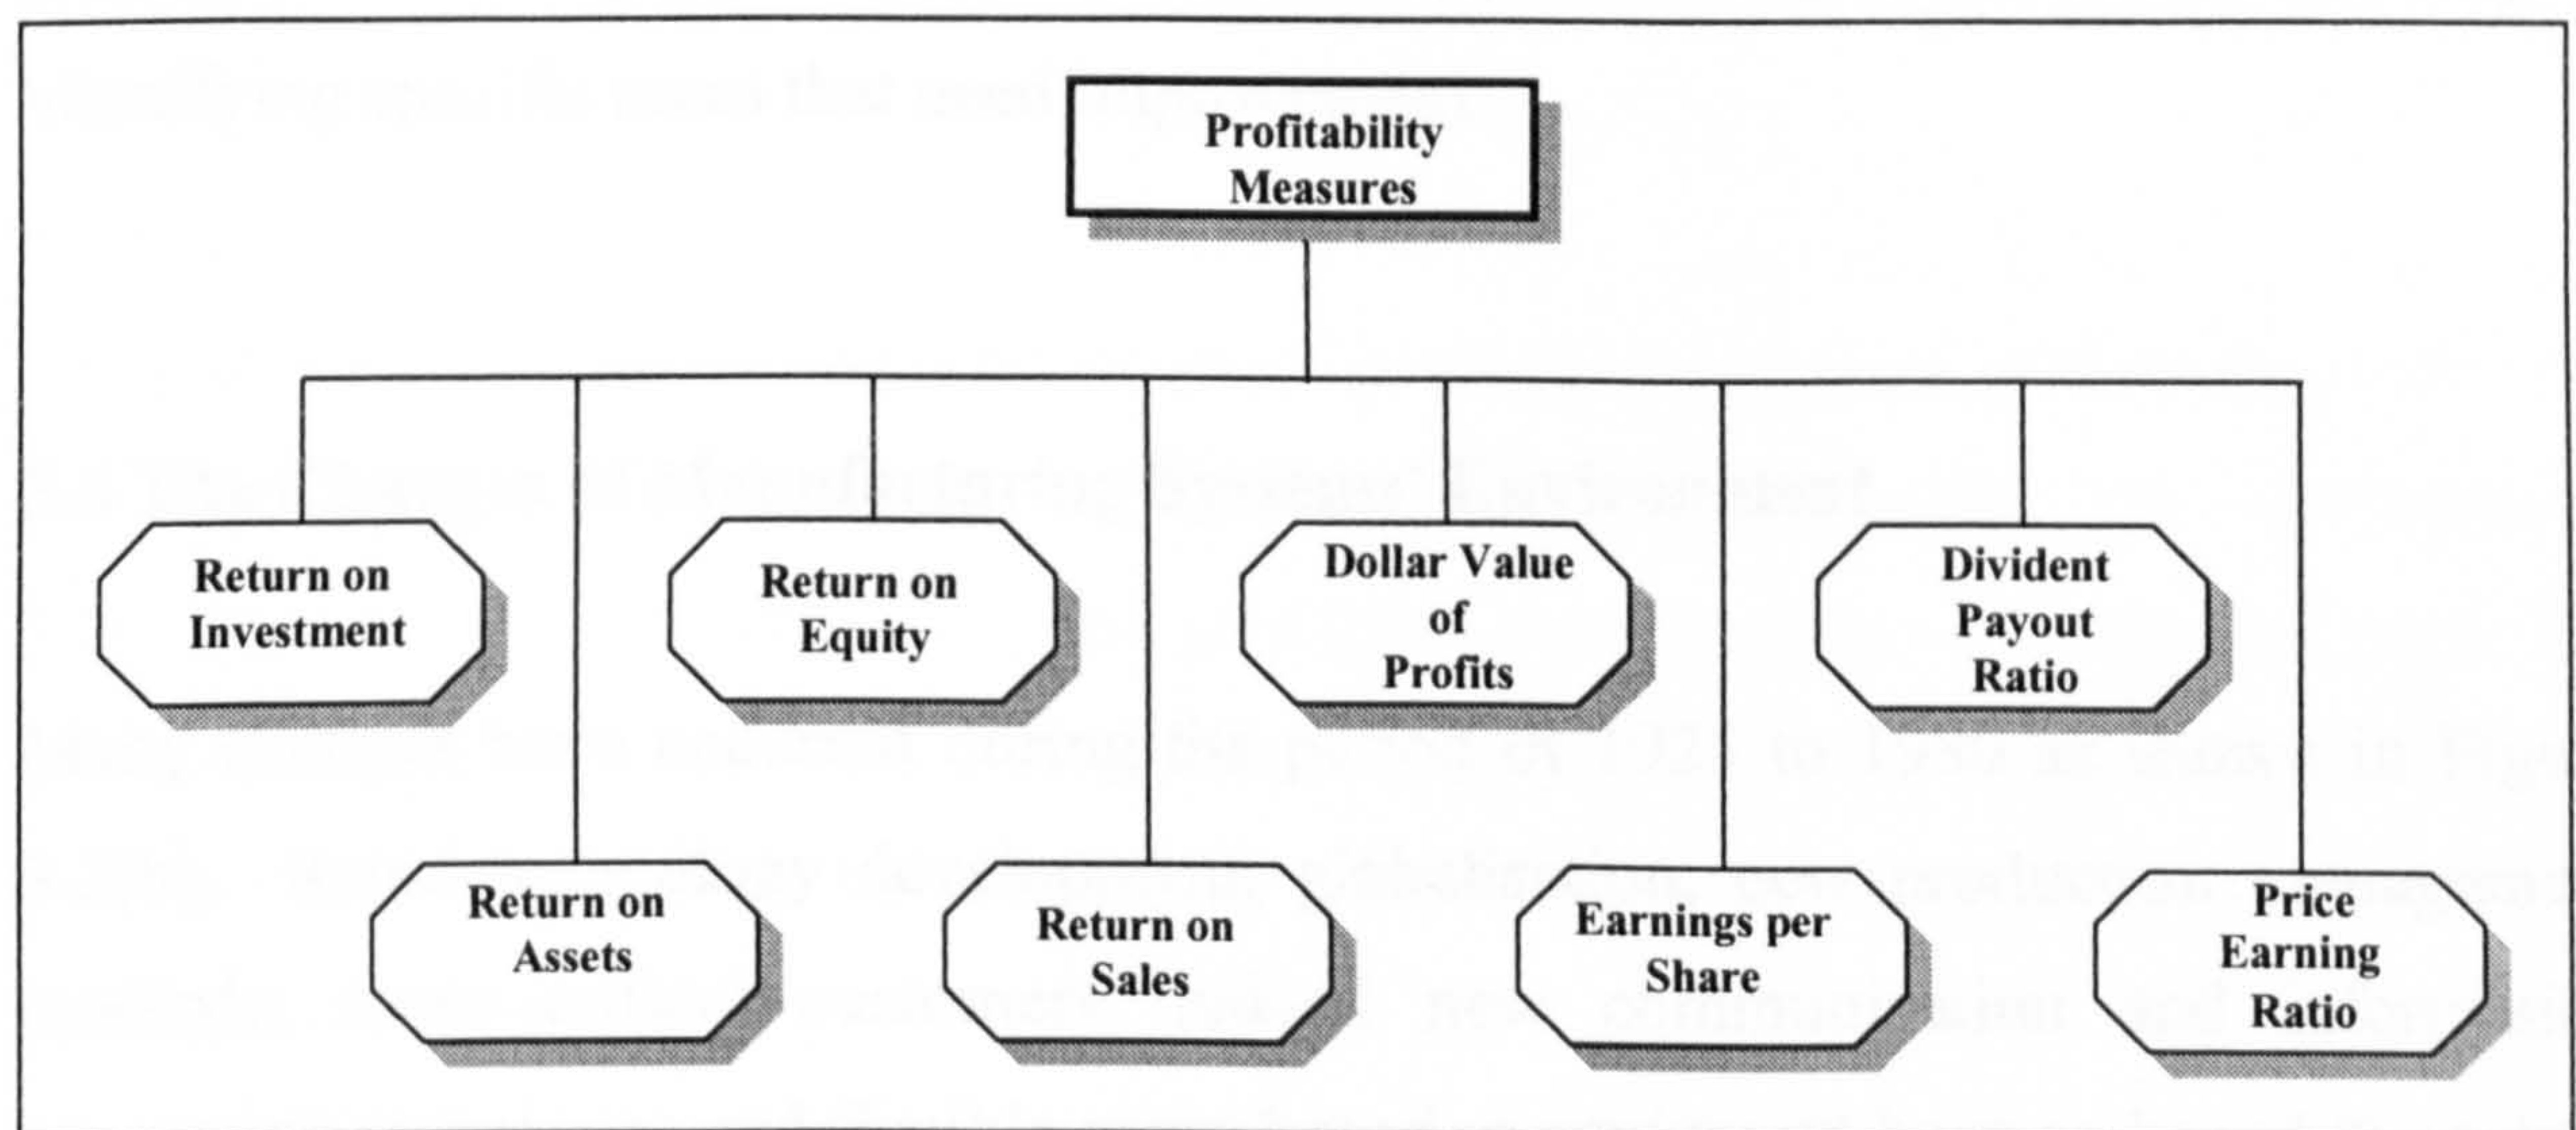 Profitability
Measures
Return on
Investment
Return on
Equity
Dollar Value
of
Profits
Divident
Payout
Ratio
Return on
Assets
Return on
Sales
Earnings per
Share
Price
Earning
Ratio